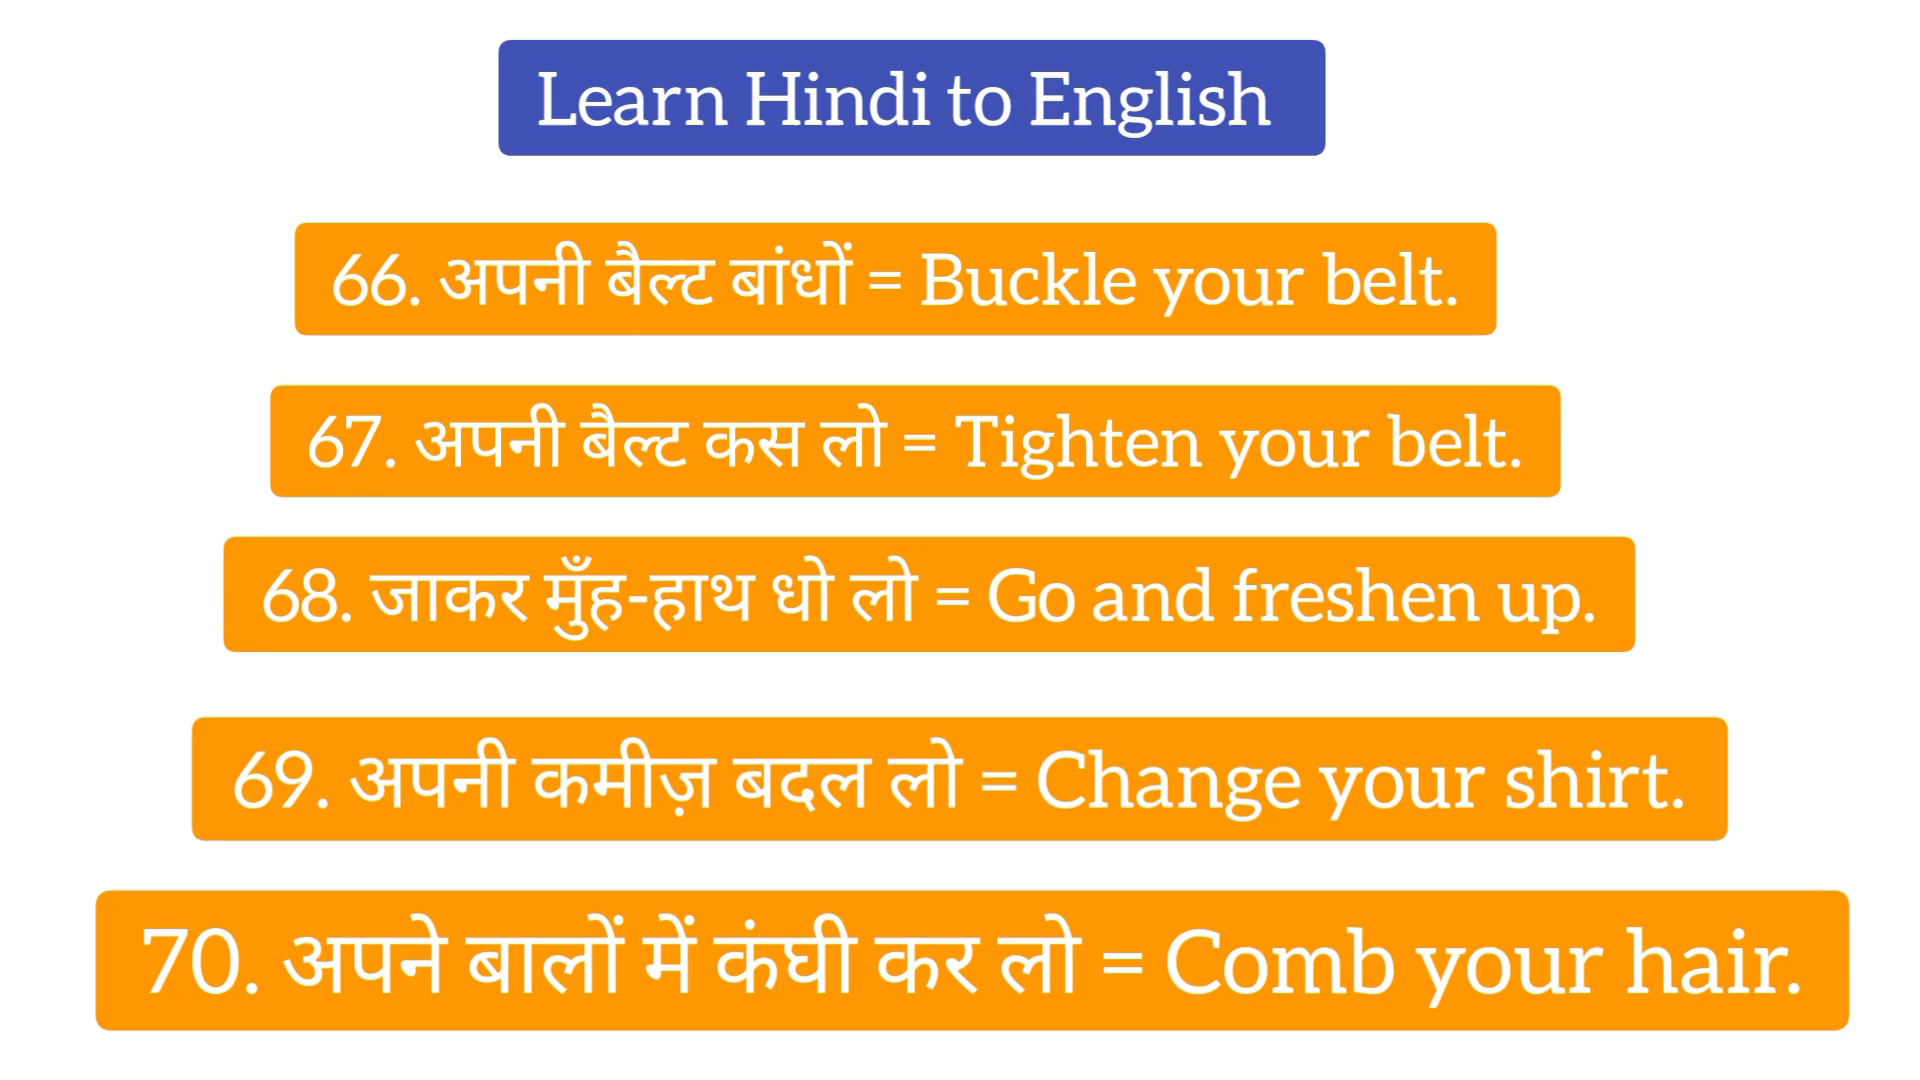 Learn Hindi to English
66. अपनी बैल्ट बांधों = Buckle your belt.
67. अपनी बैल्ट कस लो = Tighten your belt.
68. जाकर मुँह-हाथ धो लो = Go and freshen up.
69. अपनी कमीज़ बदल लो = Change your shirt.
70. अपने बालों में कंघी कर लो = Comb your hair.